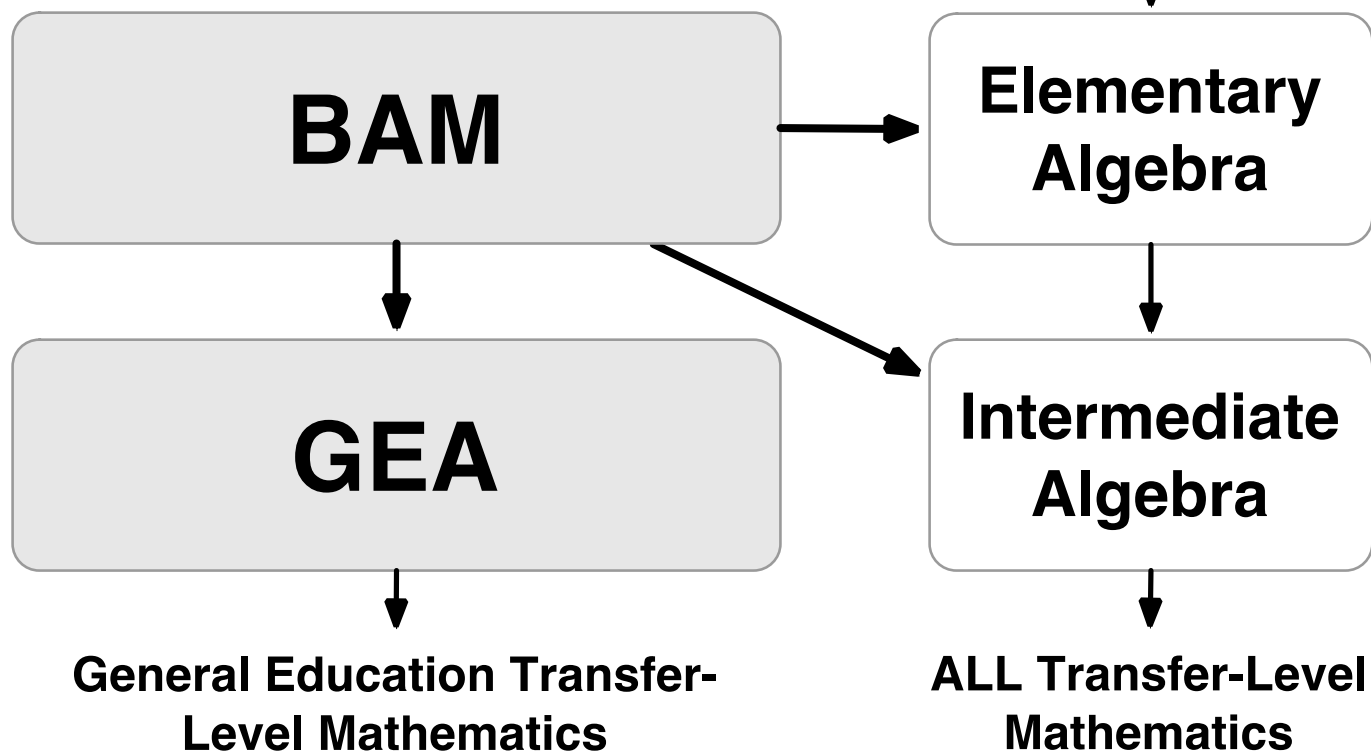 BAM
Elementary
Algebra
GEA
Intermediate
Algebra
General Education Transfer-
Level Mathematics
ALL Transfer-Level
Mathematics